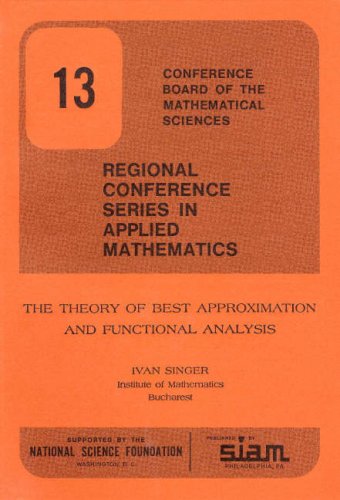 13
CONFERENCE
BOARD OF THE
MATHEMATICAL
SCIENCES
REGIONAL
CONFERENCE
SERIES IN
APPLIED
MATHEMATICS
THE THEORY OF BEST APPROXIMATION
AND FUNCTIONAL ANALYSIS
IVAN SINGER
Institute of Mathematics
Bucharest
SUPPORTED BY THE
NATIONAL SCIENCE FOUNDATION
WASHINGTON, D. C.
PUBLISHED BY
siam
PHILADELPHIA, PA.